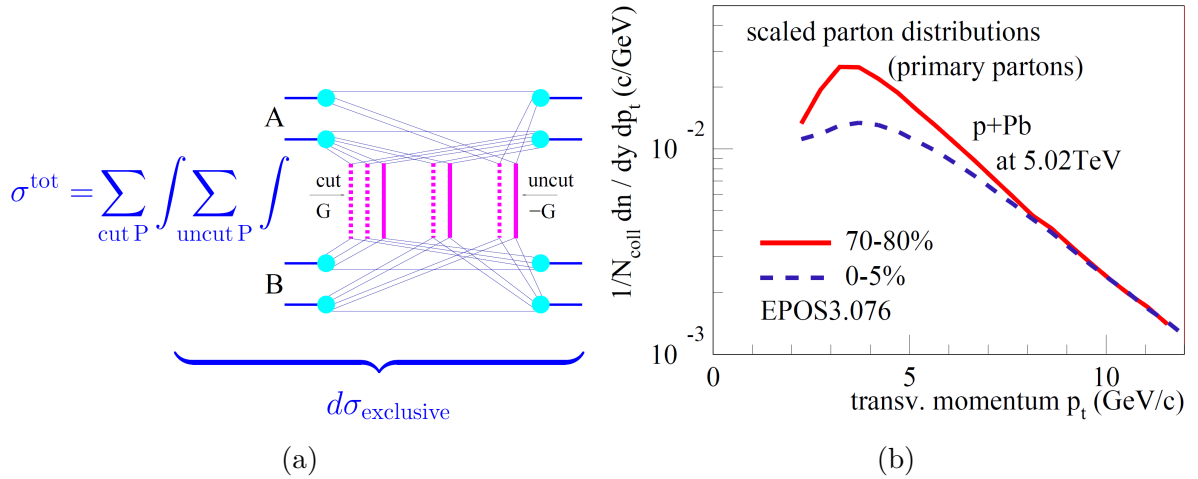 A
σ^tot = ∑ ∫ ∑ ∫
cut P
uncut P
cut
G
uncut
−G
B
dσ_exclusive
(a)
1/N_coll dn / dy dp_t (c/GeV)
scaled parton distributions
(primary partons)
p+Pb
at 5.02TeV
70-80%
0-5%
EPOS3.076
10^-2
10^-3
0
5
10
transv. momentum p_t (GeV/c)
(b)